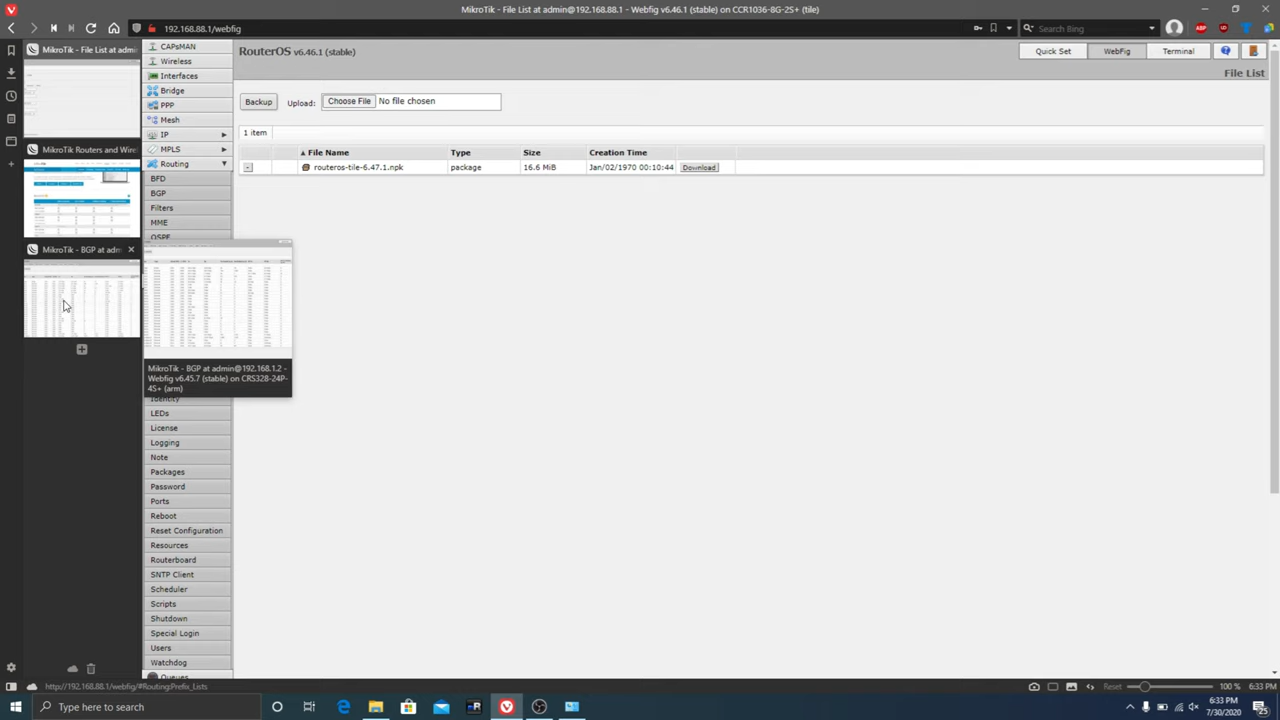 MikroTik | File List at admin@192.168.88.1 - Webfig v6.46.1 (stable) on CCR1036-8G-2S+ (tile)
192.168.88.1/webfig
Search Bing
MikroTik - File List at admi
MikroTik Routers and Wire
MikroTik - BGP at adm
CAPsMAN
Wireless
Interfaces
Bridge
PPP
Mesh
IP
MPLS
Routing
BFD
BGP
Filters
MME
OSPF
MikroTik - BGP at admin@192.168.1.2 -
Webfig v6.45.7 (stable) on CRS328-24P-
4S+ (arm)
Identity
LEDs
License
Logging
Note
Packages
Password
Ports
Reboot
Reset Configuration
Resources
Routerboard
SNTP Client
Scheduler
Scripts
Shutdown
Special Login
Users
Watchdog
Queues
RouterOS v6.46.1 (stable)
Quick Set WebFig Terminal
File List
Backup Upload: Choose File No file chosen
1 item
▲ File Name Type Size Creation Time
- routeros-tile-6.47.1.npk package 16.6 MiB Jan/02/1970 00:10:44 Download
http://192.168.88.1/webfig/#Routing:Prefix_Lists
Reset 100 % 6:33 PM
Type here to search
6:33 PM
7/30/2020
25